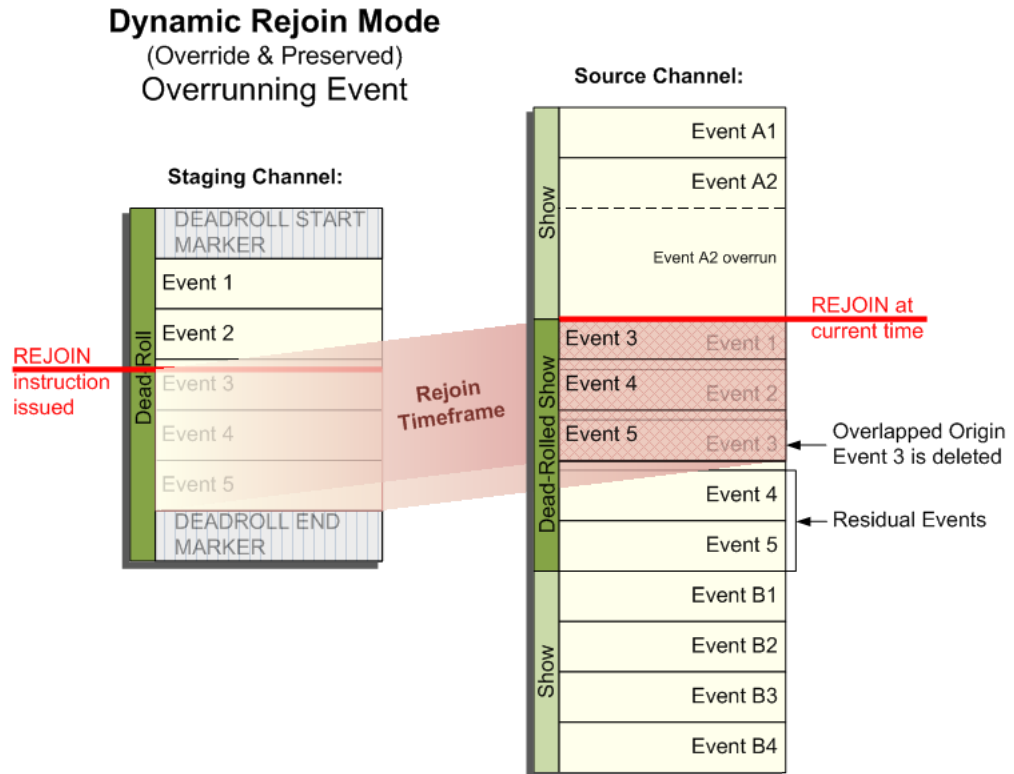 Dynamic Rejoin Mode
(Override & Preserved)
Overrunning Event
Staging Channel:
Dead-Roll
DEADROLL START
MARKER
Event 1
Event 2
REJOIN
instruction
issued
Event 3
Event 4
Event 5
DEADROLL END
MARKER
Rejoin
Timeframe
Source Channel:
Show
Event A1
Event A2
Event A2 overrun
REJOIN at
current time
Dead-Rolled Show
Event 3 Event 1
Event 4 Event 2
Event 5 Event 3
Overlapped Origin
Event 3 is deleted
Event 4
Event 5
Residual Events
Show
Event B1
Event B2
Event B3
Event B4